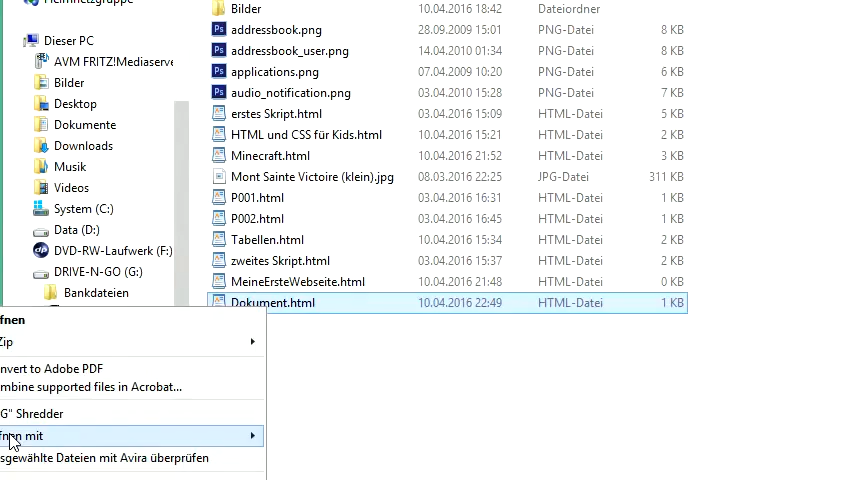 Heimnetzgruppe
Dieser PC
AVM FRITZ!Mediaserve
Bilder
Desktop
Dokumente
Downloads
Musik
Videos
System (C:)
Data (D:)
DVD-RW-Laufwerk (F:)
DRIVE-N-GO (G:)
Bankdateien
Bilder 10.04.2016 18:42 Dateiordner
addressbook.png 28.09.2009 15:01 PNG-Datei 8 KB
addressbook_user.png 14.04.2010 01:34 PNG-Datei 8 KB
applications.png 07.04.2009 10:20 PNG-Datei 6 KB
audio_notification.png 03.04.2010 15:28 PNG-Datei 7 KB
erstes Skript.html 03.04.2016 15:09 HTML-Datei 5 KB
HTML und CSS für Kids.html 10.04.2016 15:21 HTML-Datei 2 KB
Minecraft.html 10.04.2016 21:52 HTML-Datei 3 KB
Mont Sainte Victoire (klein).jpg 08.03.2016 22:25 JPG-Datei 311 KB
P001.html 03.04.2016 16:31 HTML-Datei 1 KB
P002.html 03.04.2016 16:45 HTML-Datei 1 KB
Tabellen.html 10.04.2016 15:34 HTML-Datei 2 KB
zweites Skript.html 03.04.2016 15:37 HTML-Datei 2 KB
MeineErsteWebseite.html 10.04.2016 21:48 HTML-Datei 0 KB
Dokument.html 10.04.2016 22:49 HTML-Datei 1 KB
fnen
Zip
nvert to Adobe PDF
mbine supported files in Acrobat...
G" Shredder
fnen mit
sgewählte Dateien mit Avira überprüfen